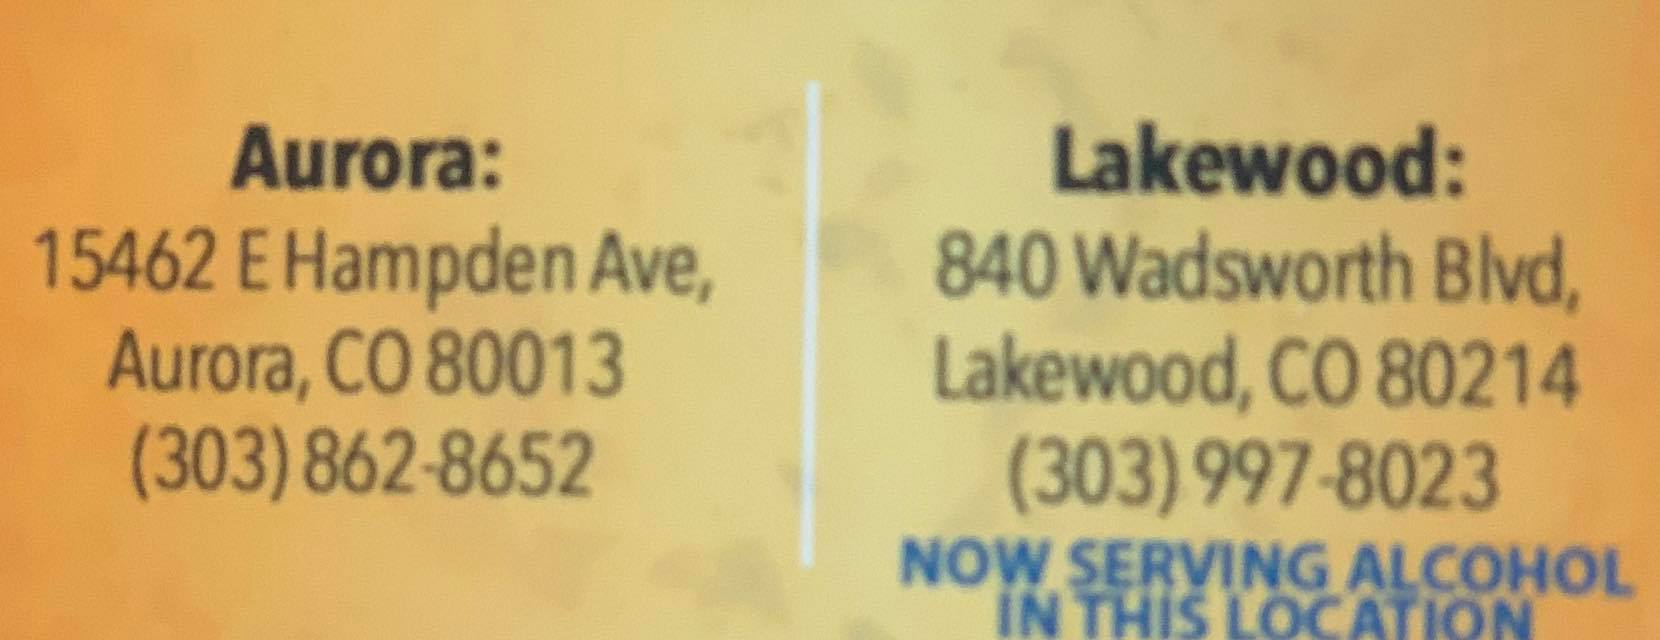 Aurora:
15462 E Hampden Ave,
Aurora, CO 80013
(303) 862-8652
Lakewood:
840 Wadsworth Blvd,
Lakewood, CO 80214
(303) 997-8023
NOW SERVING ALCOHOL
IN THIS LOCATION